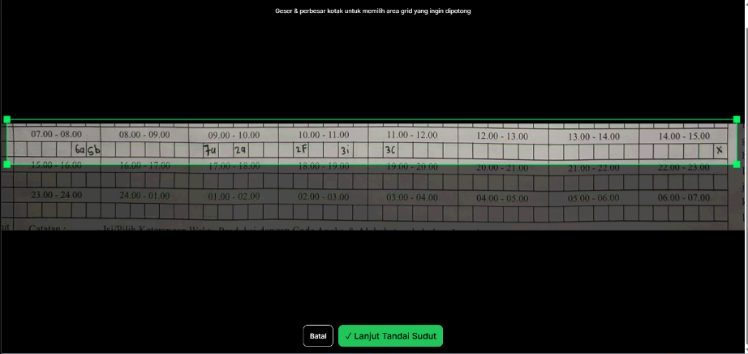 Geser & perbesar kotak untuk memilih area grid yang ingin dipotong
07.00 - 08.00 08.00 - 09.00 09.00 - 10.00 10.00 - 11.00 11.00 - 12.00 12.00 - 13.00 13.00 - 14.00 14.00 - 15.00
6a 5b 7u 2a 2F 3i 3C X
15.00 - 16.00 16.00 - 17.00 17.00 - 18.00 18.00 - 19.00 19.00 - 20.00 20.00 - 21.00 21.00 - 22.00 22.00 - 23.00
23.00 - 24.00 24.00 - 01.00 01.00 - 02.00 02.00 - 03.00 03.00 - 04.00 04.00 - 05.00 05.00 - 06.00 06.00 - 07.00
Catatan :
Batal ✓ Lanjut Tandai Sudut